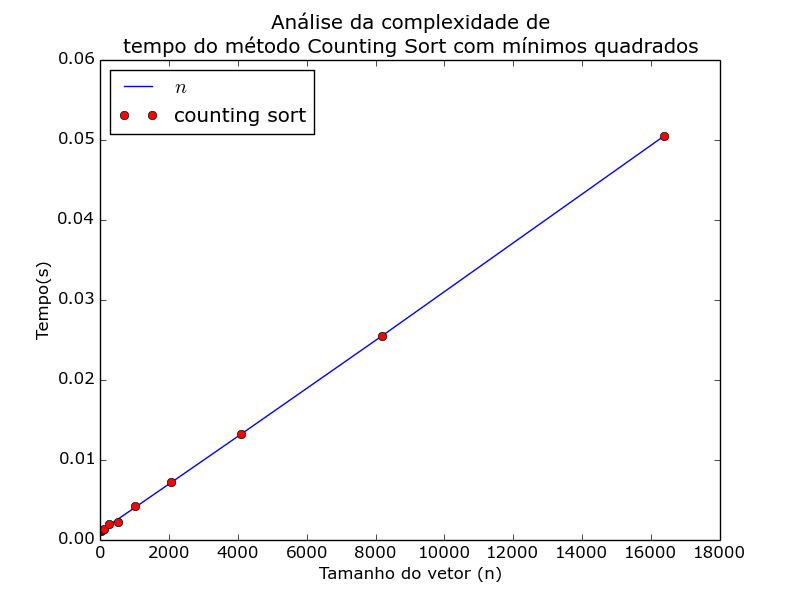 Análise da complexidade de
tempo do método Counting Sort com mínimos quadrados
n
counting sort
0.06
0.05
0.04
0.03
0.02
0.01
0.00
Tempo(s)
0 2000 4000 6000 8000 10000 12000 14000 16000 18000
Tamanho do vetor (n)